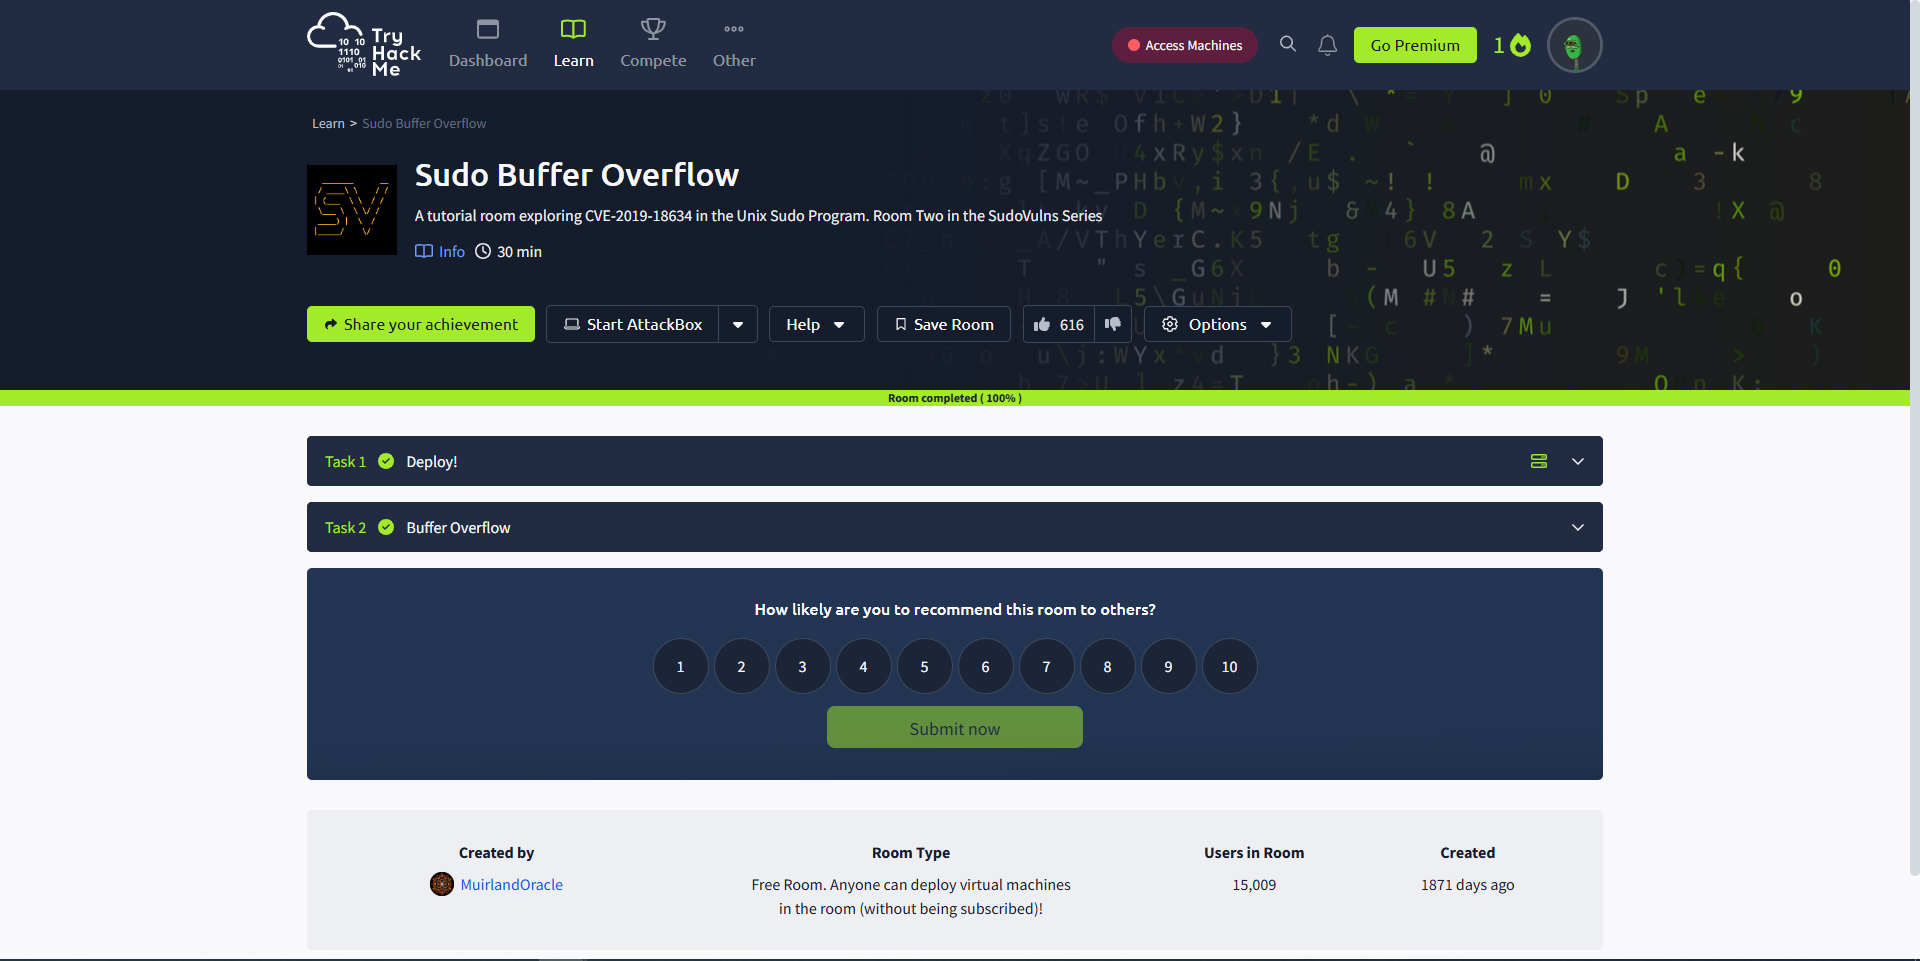 Try
Hack
Me
Dashboard
Learn
Compete
Other
Access Machines
Go Premium
1
Learn > Sudo Buffer Overflow
Sudo Buffer Overflow
A tutorial room exploring CVE-2019-18634 in the Unix Sudo Program. Room Two in the SudoVulns Series
Info 30 min
Share your achievement
Start AttackBox
Help
Save Room
616
Options
Room completed ( 100% )
Task 1 Deploy!
Task 2 Buffer Overflow
How likely are you to recommend this room to others?
1 2 3 4 5 6 7 8 9 10
Submit now
Created by
MuirlandOracle
Room Type
Free Room. Anyone can deploy virtual machines
in the room (without being subscribed)!
Users in Room
15,009
Created
1871 days ago